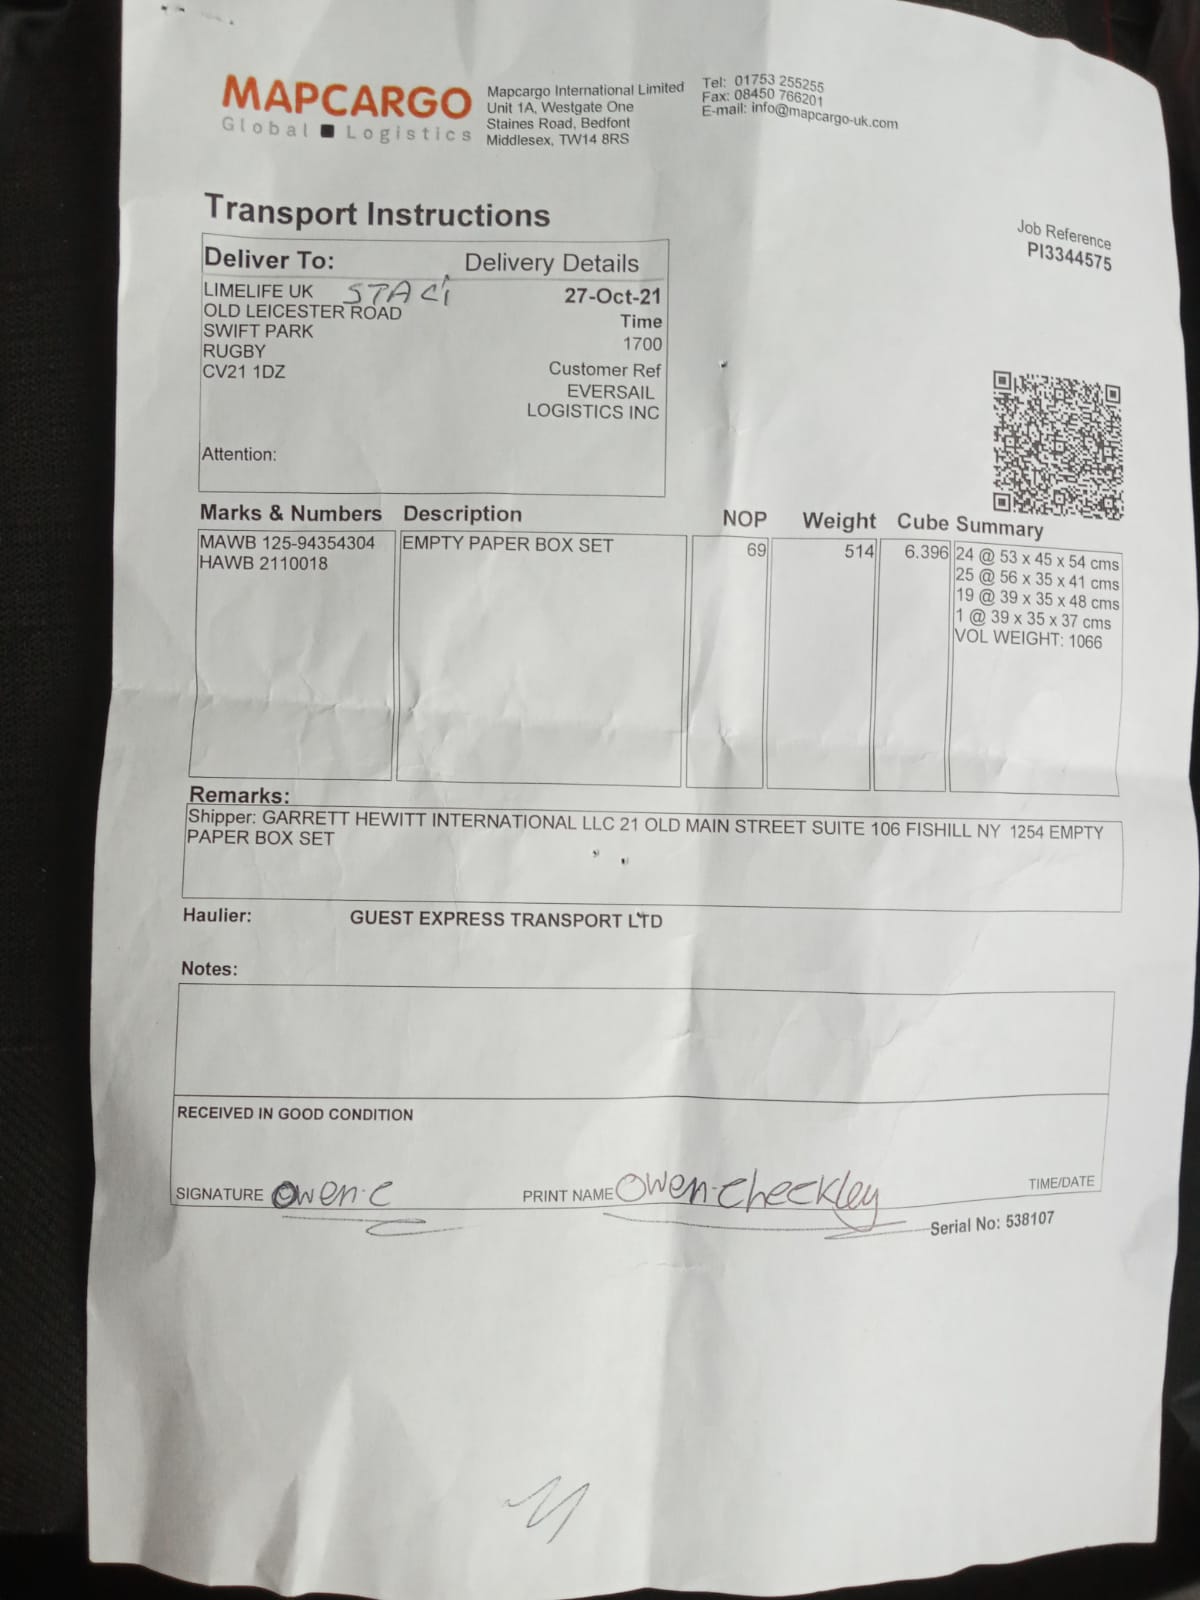 MAPCARGO
Global Logistics
Mapcargo International Limited
Unit 1A, Westgate One
Staines Road, Bedfont
Middlesex, TW14 8RS
Tel: 01753 255255
Fax: 08450 766201
E-mail: info@mapcargo-uk.com
Transport Instructions
Job Reference
PI3344575
Deliver To:
LIMELIFE UK STACI
OLD LEICESTER ROAD
SWIFT PARK
RUGBY
CV21 1DZ
Attention:
Delivery Details
27-Oct-21
Time
1700
Customer Ref
EVERSAIL
LOGISTICS INC
Marks & Numbers Description NOP Weight Cube Summary
MAWB 125-94354304 EMPTY PAPER BOX SET 69 514 6.396 24 @ 53 x 45 x 54 cms
HAWB 2110018 25 @ 56 x 35 x 41 cms
19 @ 39 x 35 x 48 cms
1 @ 39 x 35 x 37 cms
VOL WEIGHT: 1066
Remarks:
Shipper: GARRETT HEWITT INTERNATIONAL LLC 21 OLD MAIN STREET SUITE 106 FISHILL NY 1254 EMPTY
PAPER BOX SET
Haulier: GUEST EXPRESS TRANSPORT LTD
Notes:
RECEIVED IN GOOD CONDITION
SIGNATURE Owen-C PRINT NAME Owen-Checkley TIME/DATE
Serial No: 538107